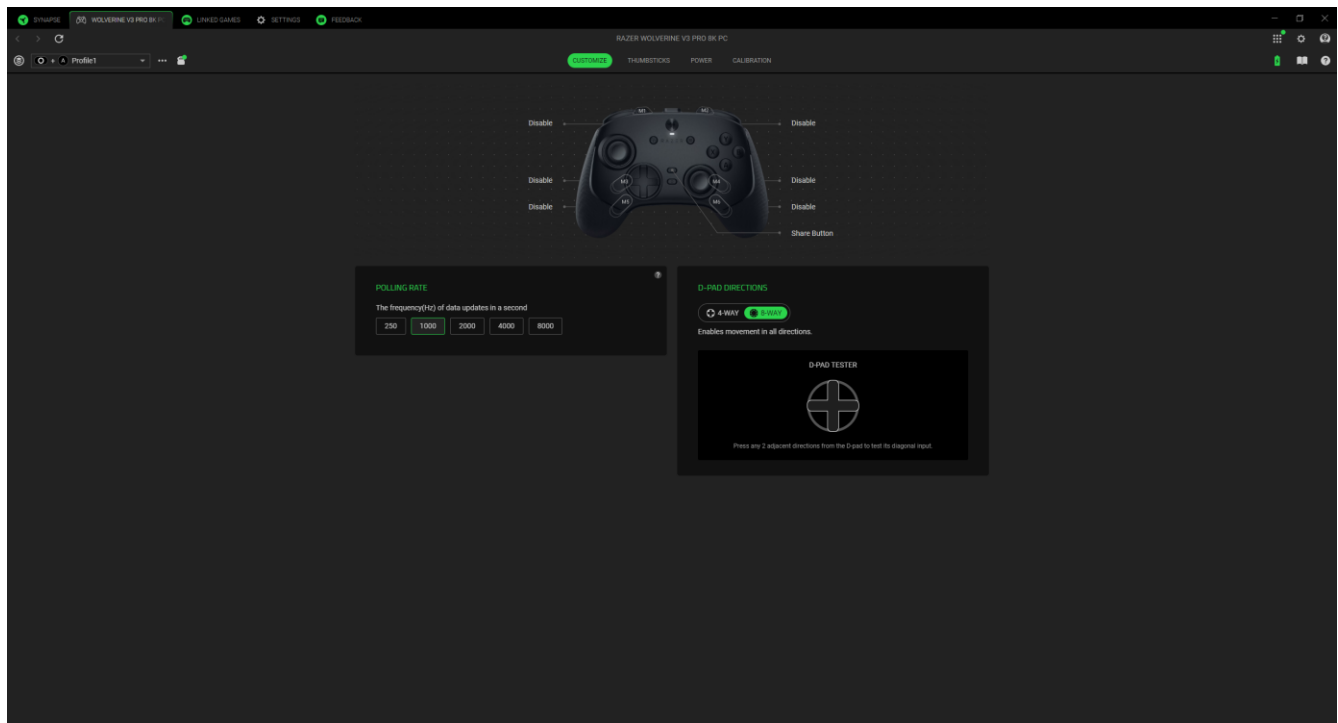 SYNAPSE WOLVERINE V3 PRO 8K P LINKED GAMES SETTINGS FEEDBACK
RAZER WOLVERINE V3 PRO 8K PC
+ A Profile1 CUSTOMIZE THUMBSTICKS POWER CALIBRATION
M1 M2
Disable Disable
Disable M3 M4 Disable
Disable M5 M6 Disable
Share Button
POLLING RATE
The frequency(Hz) of data updates in a second
250 1000 2000 4000 8000
D-PAD DIRECTIONS
4-WAY 8-WAY
Enables movement in all directions.
D-PAD TESTER
Press any 2 adjacent directions from the D-pad to test its diagonal input.